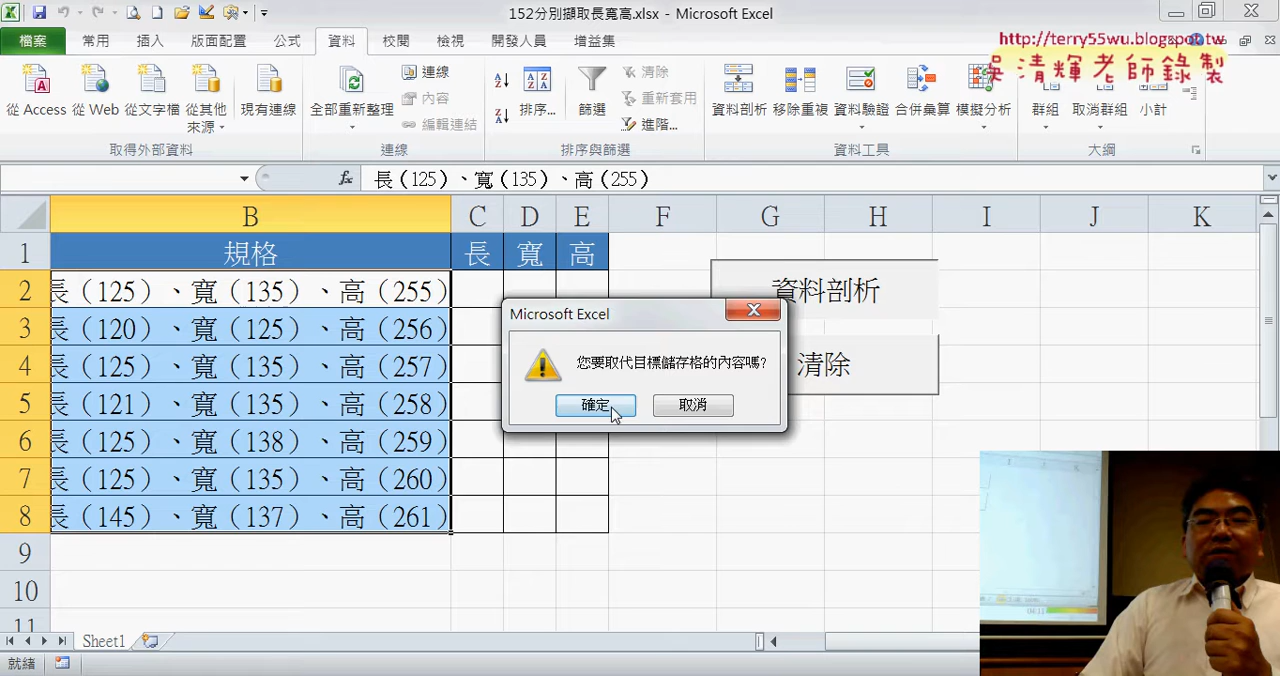 152分別擷取長寬高.xlsx - Microsoft Excel
檔案 常用 插入 版面配置 公式 資料 校閱 檢視 開發人員 增益集
http://terry55wu.blogspot.tw
吳清輝老師錄製
從 Access 從 Web 從文字檔 從其他來源 現有連線
取得外部資料
全部重新整理 連線 內容 編輯連結
連線
排序... 篩選 清除 重新套用 進階...
排序與篩選
資料剖析 移除重複 資料驗證 合併彙算 模擬分析
資料工具
群組 取消群組 小計
大綱
fx 長（125）、寬（135）、高（255）
B C D E F G H I J K
1 規格 長 寬 高
2 長（125）、寬（135）、高（255）
3 長（120）、寬（125）、高（256）
4 長（125）、寬（135）、高（257）
5 長（121）、寬（135）、高（258）
6 長（125）、寬（138）、高（259）
7 長（125）、寬（135）、高（260）
8 長（145）、寬（137）、高（261）
9
10
11
資料剖析
清除
Microsoft Excel
您要取代目標儲存格的內容嗎?
確定 取消
Sheet1
就緒